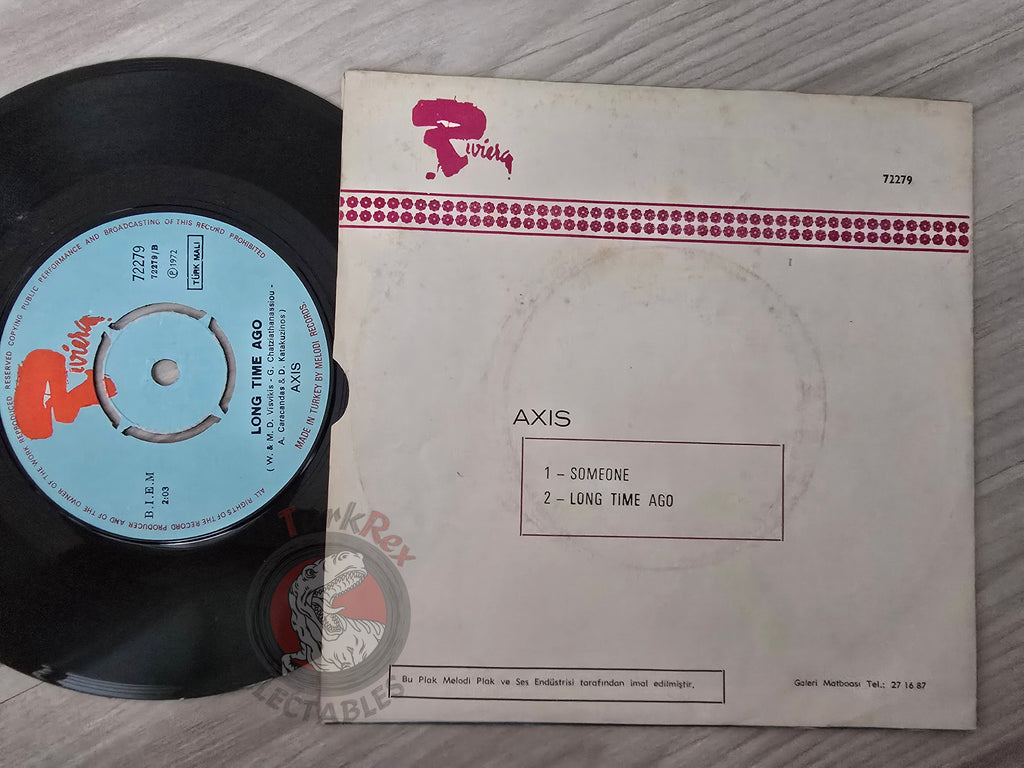 Riviera
72279
AXIS
1 – SOMEONE
2 – LONG TIME AGO
Bu Plak Melodi Plak ve Ses Endüstrisi tarafından imal edilmiştir.
Galeri Matbaası Tel.: 27 16 87
ALL RIGHTS OF THE RECORD PRODUCER AND OF THE OWNER OF THE WORK REPRODUCED RESERVED COPYING PUBLIC PERFORMANCE AND BROADCASTING OF THIS RECORD PROHIBITED
Riviera
72279
72279/B
Ⓟ 1972
TÜRK MALI
B.I.E.M
2:03
LONG TIME AGO
( W. & M. D. Visvikis - G. Chatziathanassiou -
A. Caracandas & D. Katakuzinos )
AXIS
MADE IN TURKEY BY MELODI RECORDS.
TurkRex
LECTABLES